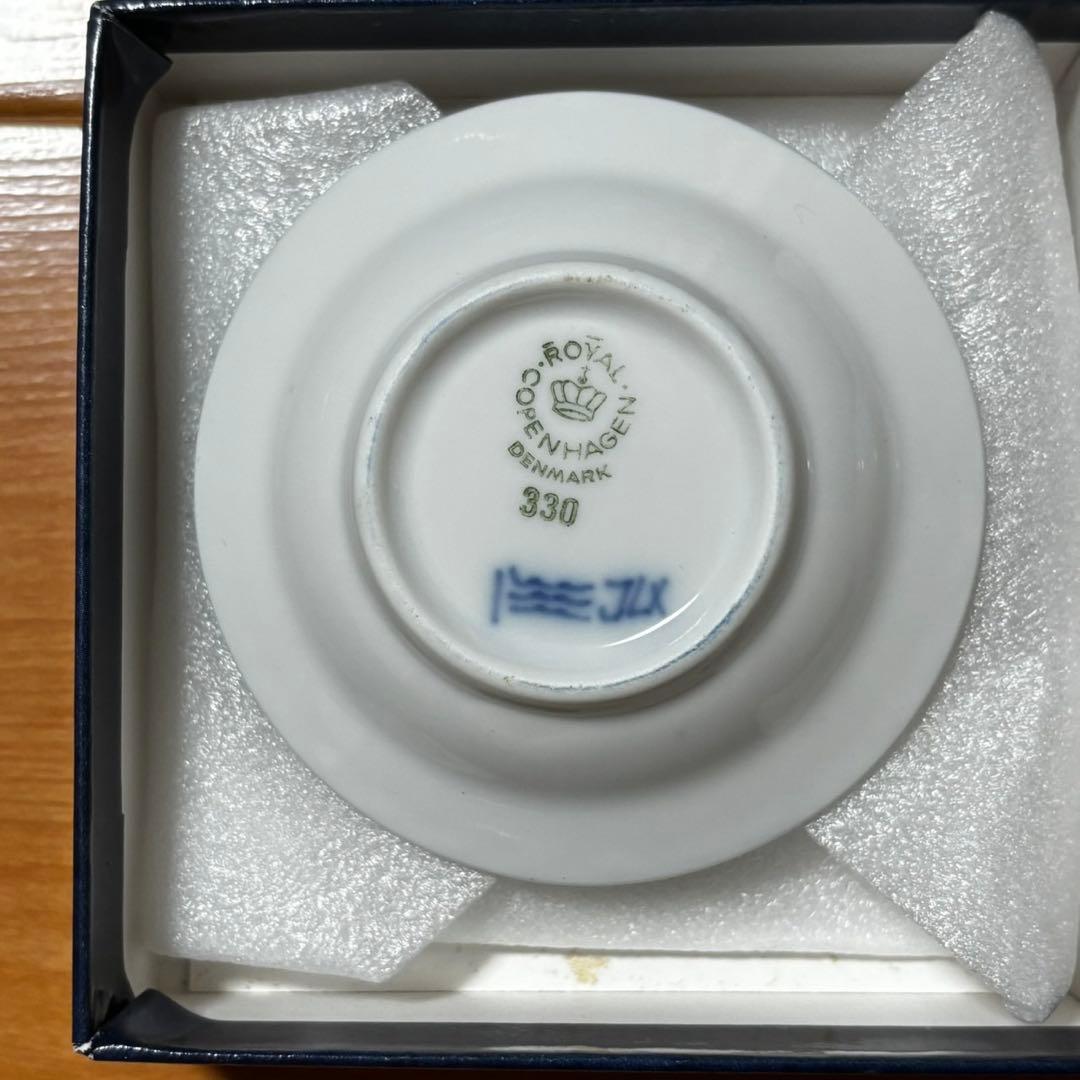 ROYAL
COPENHAGEN
DENMARK
330
JLX